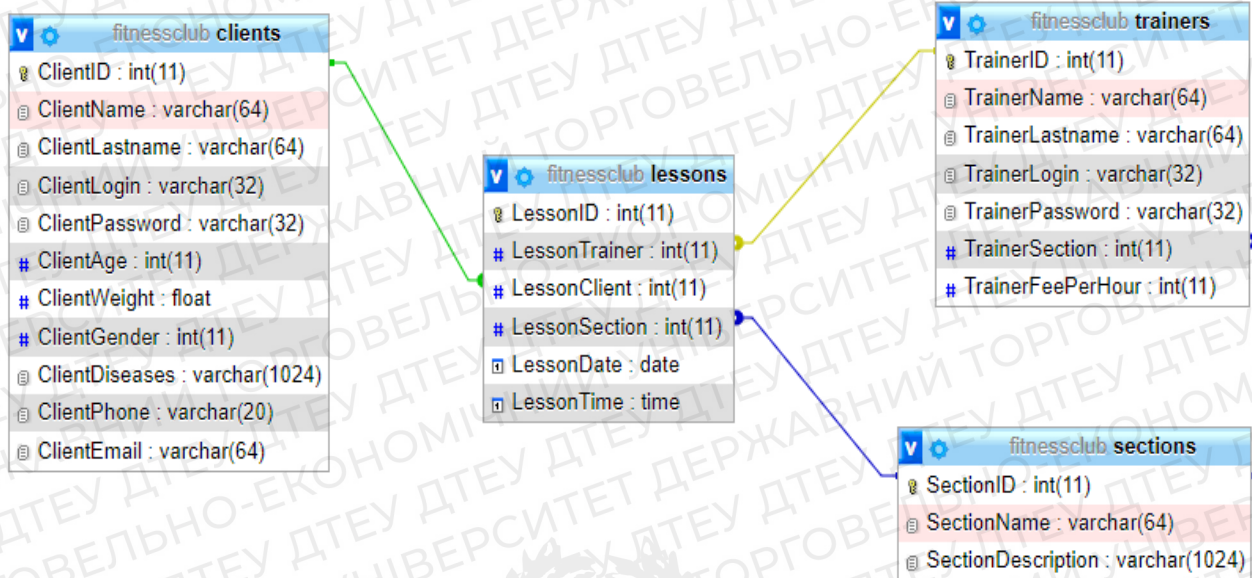 fitnessclub clients
ClientID : int(11)
ClientName : varchar(64)
ClientLastname : varchar(64)
ClientLogin : varchar(32)
ClientPassword : varchar(32)
ClientAge : int(11)
ClientWeight : float
ClientGender : int(11)
ClientDiseases : varchar(1024)
ClientPhone : varchar(20)
ClientEmail : varchar(64)
fitnessclub lessons
LessonID : int(11)
LessonTrainer : int(11)
LessonClient : int(11)
LessonSection : int(11)
LessonDate : date
LessonTime : time
fitnessclub trainers
TrainerID : int(11)
TrainerName : varchar(64)
TrainerLastname : varchar(64)
TrainerLogin : varchar(32)
TrainerPassword : varchar(32)
TrainerSection : int(11)
TrainerFeePerHour : int(11)
fitnessclub sections
SectionID : int(11)
SectionName : varchar(64)
SectionDescription : varchar(1024)